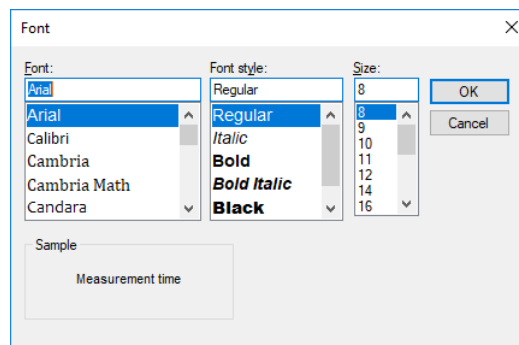 Font
Font:
Arial
Arial
Calibri
Cambria
Cambria Math
Candara
Font style:
Regular
Regular
Italic
Bold
Bold Italic
Black
Size:
8
8
9
10
11
12
14
16
OK
Cancel
Sample
Measurement time